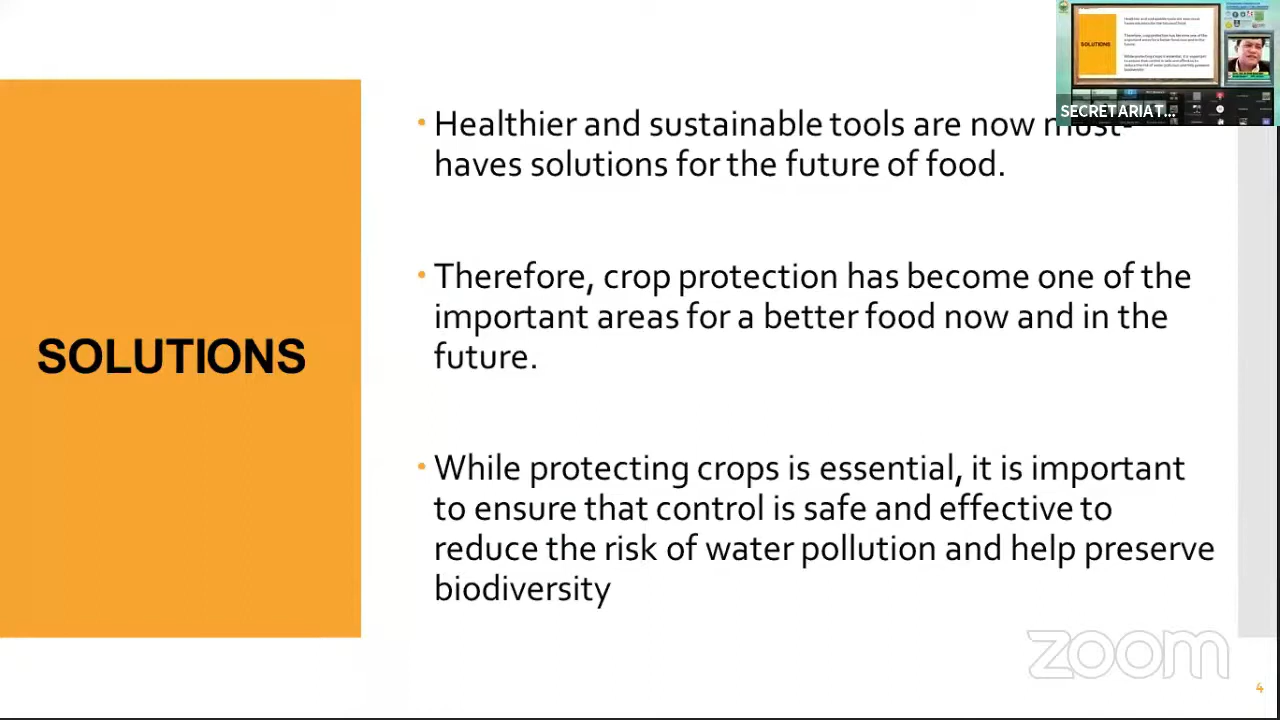 SECRETARIAT...
SOLUTIONS
• Healthier and sustainable tools are now must-
haves solutions for the future of food.
• Therefore, crop protection has become one of the
important areas for a better food now and in the
future.
• While protecting crops is essential, it is important
to ensure that control is safe and effective to
reduce the risk of water pollution and help preserve
biodiversity
zoom
4